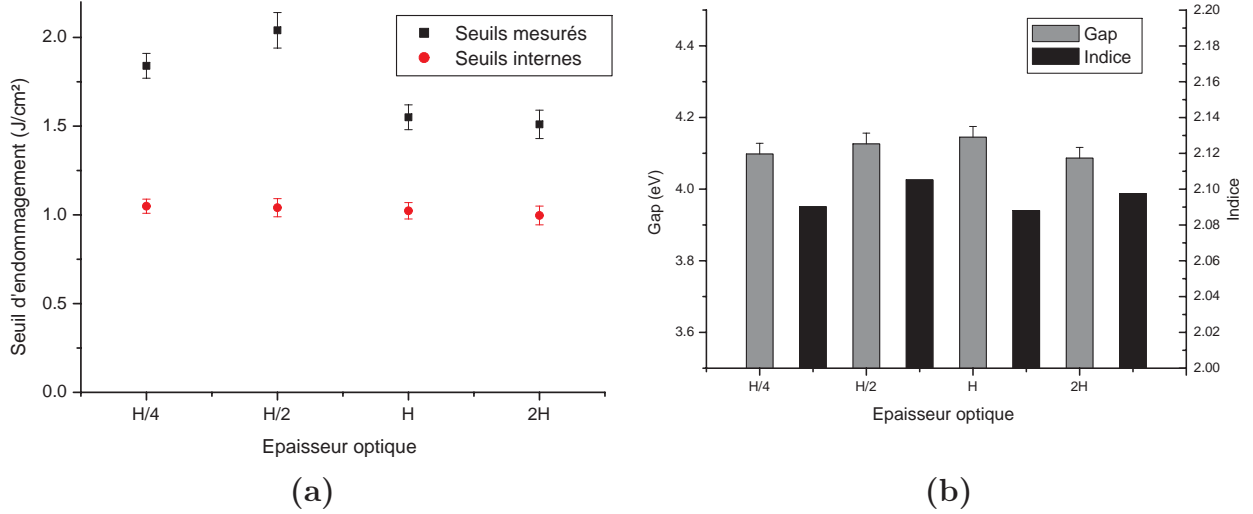 2.0
1.5
1.0
0.5
0.0
Seuil d'endommagement (J/cm²)
Seuils mesurés
Seuils internes
H/4 H/2 H 2H
Epaisseur optique
(a)
4.4
4.2
4.0
3.8
3.6
Gap (eV)
Gap
Indice
2.20
2.18
2.16
2.14
2.12
2.10
2.08
2.06
2.04
2.02
2.00
Indice
H/4 H/2 H 2H
Epaisseur optique
(b)